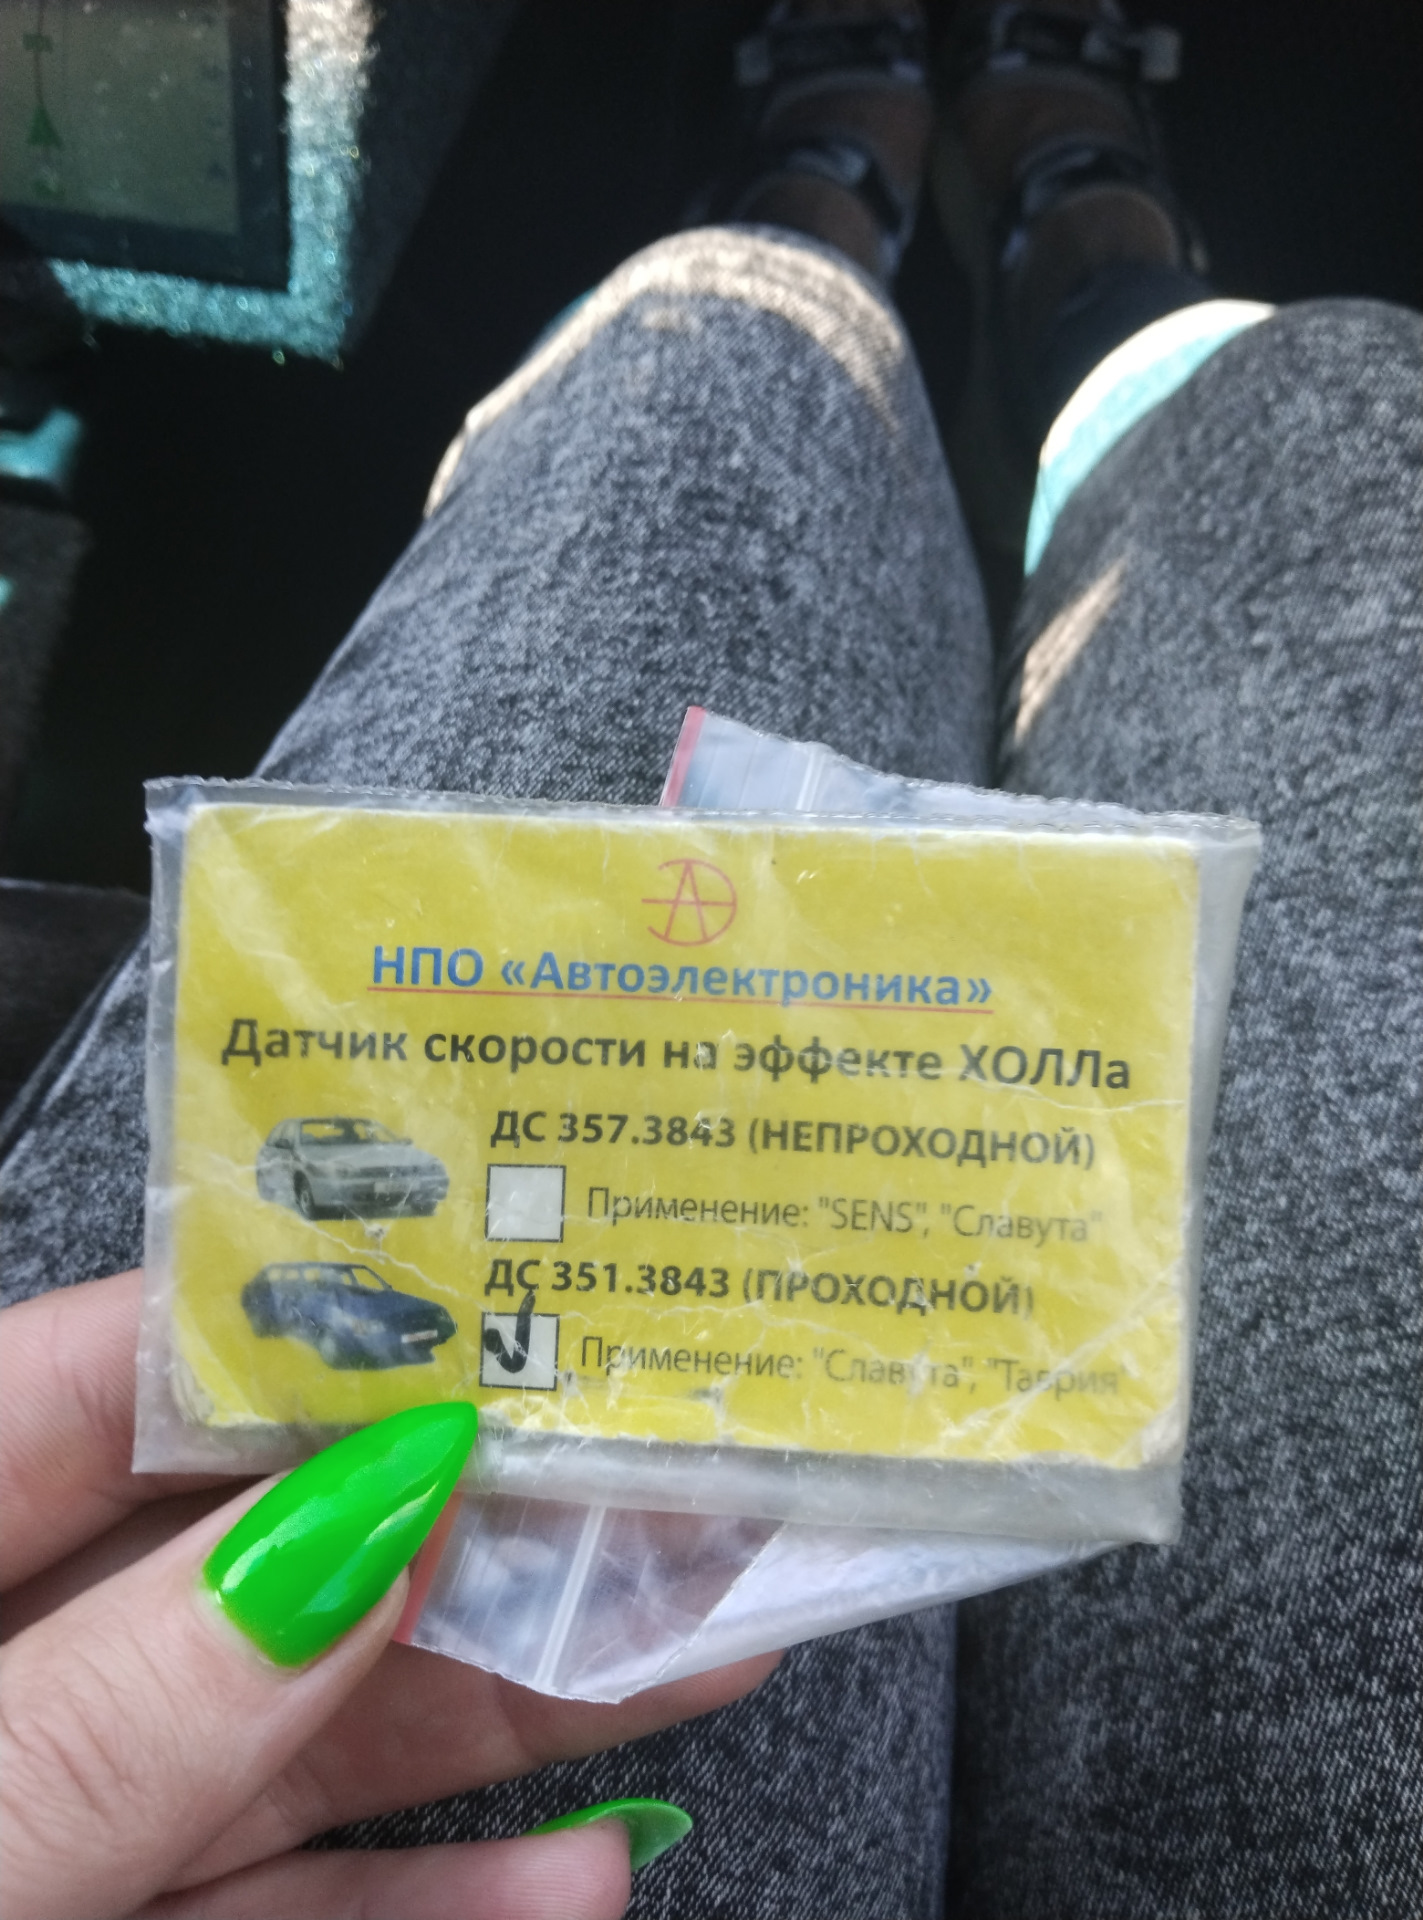 НПО «Автоэлектроника»
Датчик скорости на эффекте ХОЛЛа
ДС 357.3843 (НЕПРОХОДНОЙ)
Применение: "SENS", "Славута"
ДС 351.3843 (ПРОХОДНОЙ)
Применение: "Славута", "Таврия"